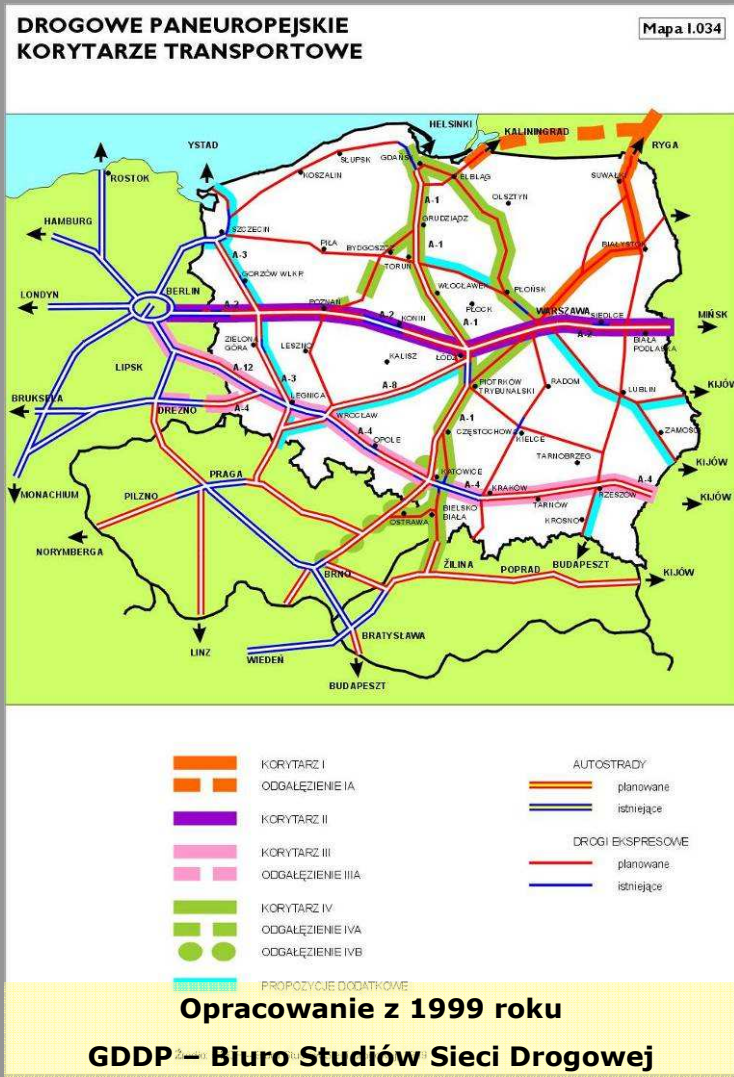 DROGOWE PANEUROPEJSKIE
KORYTARZE TRANSPORTOWE
Mapa I.034
HELSINKI
KALININGRAD
YSTAD
GDAŃSK
RYGA
SŁUPSK
ELBLĄG
ROSTOK
KOSZALIN
SUWAŁKI
OLSZTYN
A-1
HAMBURG
GRUDZIĄDZ
SZCZECIN
PIŁA
BYDGOSZCZ
A-1
BIAŁYSTOK
A-3
TORUŃ
GORZÓW WLKP.
BERLIN
WŁOCŁAWEK
PŁOŃSK
LONDYN
A-2
POZNAŃ
PŁOCK
WARSZAWA
SIEDLCE
A-2
KONIN
A-1
MIŃSK
A-2
ZIELONA
GÓRA
LESZNO
KALISZ
ŁÓDŹ
BIAŁA
PODLASKA
LIPSK
A-12
A-3
A-8
PIOTRKÓW
TRYBUNALSKI
RADOM
LUBLIN
KIJÓW
BRUKSELA
DREZNO
A-4
LEGNICA
WROCŁAW
A-1
A-4
OPOLE
CZĘSTOCHOWA
KIELCE
ZAMOŚĆ
TARNOBRZEG
KIJÓW
PRAGA
KATOWICE
A-4
KRAKÓW
RZESZÓW
A-4
MONACHIUM
PILZNO
TARNÓW
KIJÓW
OSTRAWA
BIELSKO
BIAŁA
KROSNO
NORYMBERGA
BRNO
ŽILINA
POPRAD
BUDAPESZT
KIJÓW
BRATYSŁAWA
LINZ
WIEDEŃ
BUDAPESZT
KORYTARZ I
ODGAŁĘZIENIE IA
KORYTARZ II
KORYTARZ III
ODGAŁĘZIENIE IIIA
KORYTARZ IV
ODGAŁĘZIENIE IVA
ODGAŁĘZIENIE IVB
PROPOZYCJE DODATKOWE
AUTOSTRADY
planowane
istniejące
DROGI EKSPRESOWE
planowane
istniejące
Opracowanie z 1999 roku
GDDP – Biuro Studiów Sieci Drogowej